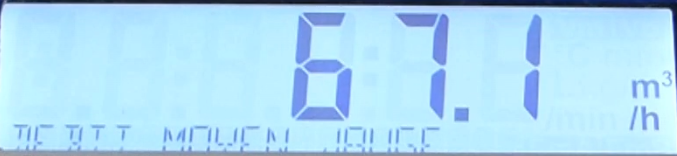 67.1 m³/h
DEBIT MOYEN JAUGE